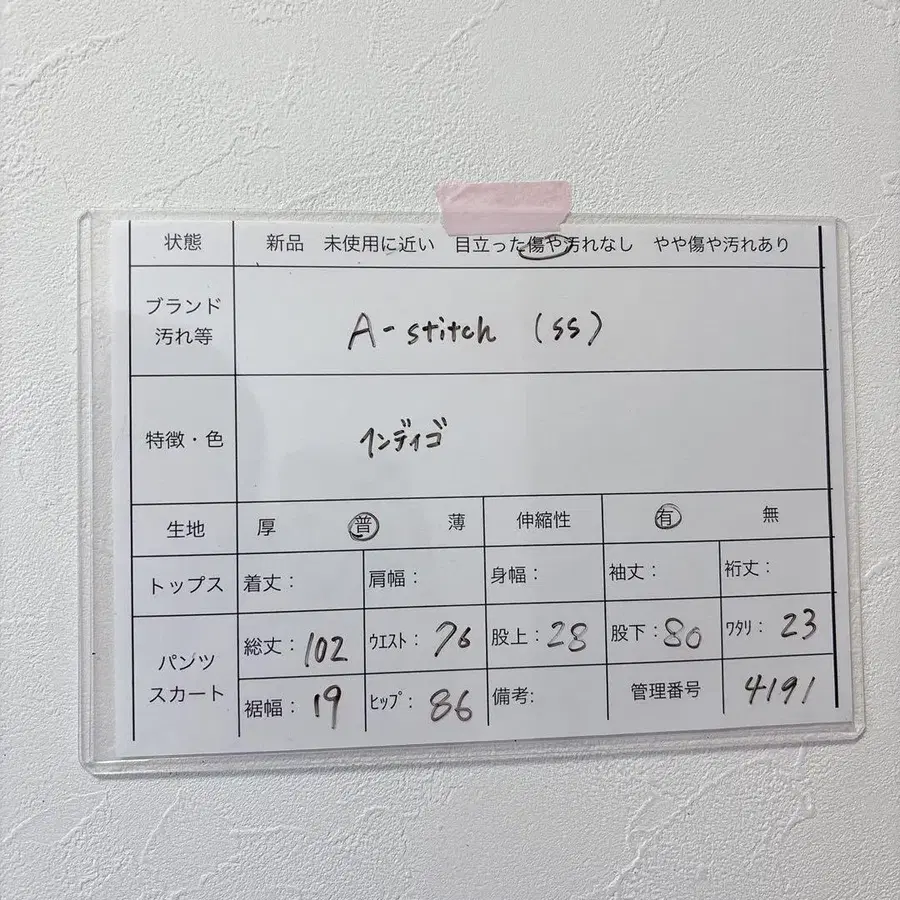 状態 新品 未使用に近い 目立った傷や汚れなし やや傷や汚れあり
ブランド
汚れ等
A-stitch (SS)
特徴・色 インディゴ
生地 厚 普 薄 伸縮性 有 無
トップス 着丈: 肩幅: 身幅: 袖丈: 裄丈:
パンツ
スカート
総丈:102 ウエスト:76 股上:28 股下:80 ワタリ:23
裾幅:19 ヒップ:86 備考: 管理番号 4191